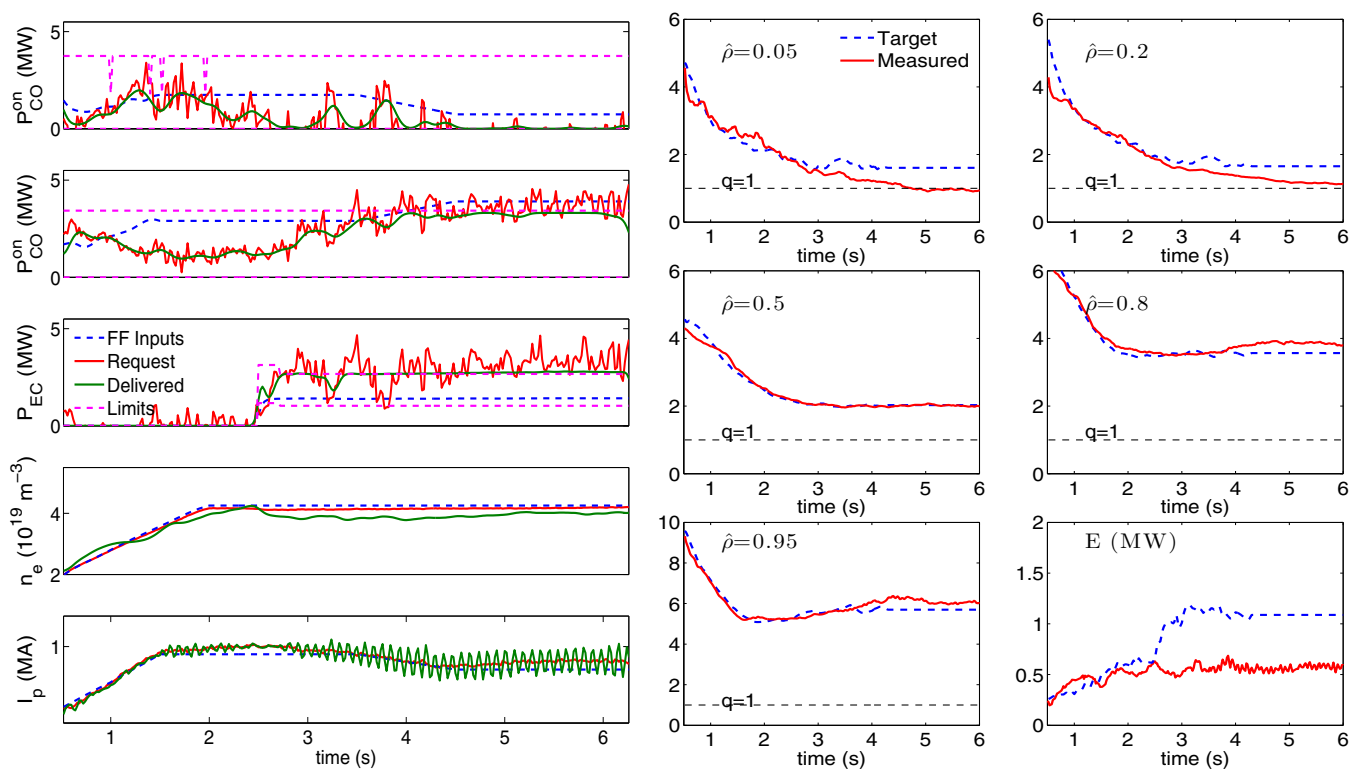 5
0
P_CO^on (MW)
5
0
P_CO^on (MW)
5
0
P_EC (MW)
FF Inputs
Request
Delivered
Limits
4
2
n_e (10^19 m^−3)
1
I_p (MA)
1 2 3 4 5 6
time (s)
6
4
2
0
ρ̂=0.05
Target
Measured
q=1
1 2 3 4 5 6
time (s)
6
4
2
0
ρ̂=0.2
q=1
1 2 3 4 5 6
time (s)
6
4
2
0
ρ̂=0.5
q=1
1 2 3 4 5 6
time (s)
6
4
2
0
ρ̂=0.8
q=1
1 2 3 4 5 6
time (s)
10
8
6
4
2
0
ρ̂=0.95
q=1
1 2 3 4 5 6
time (s)
2
1.5
1
0.5
0
E (MW)
1 2 3 4 5 6
time (s)